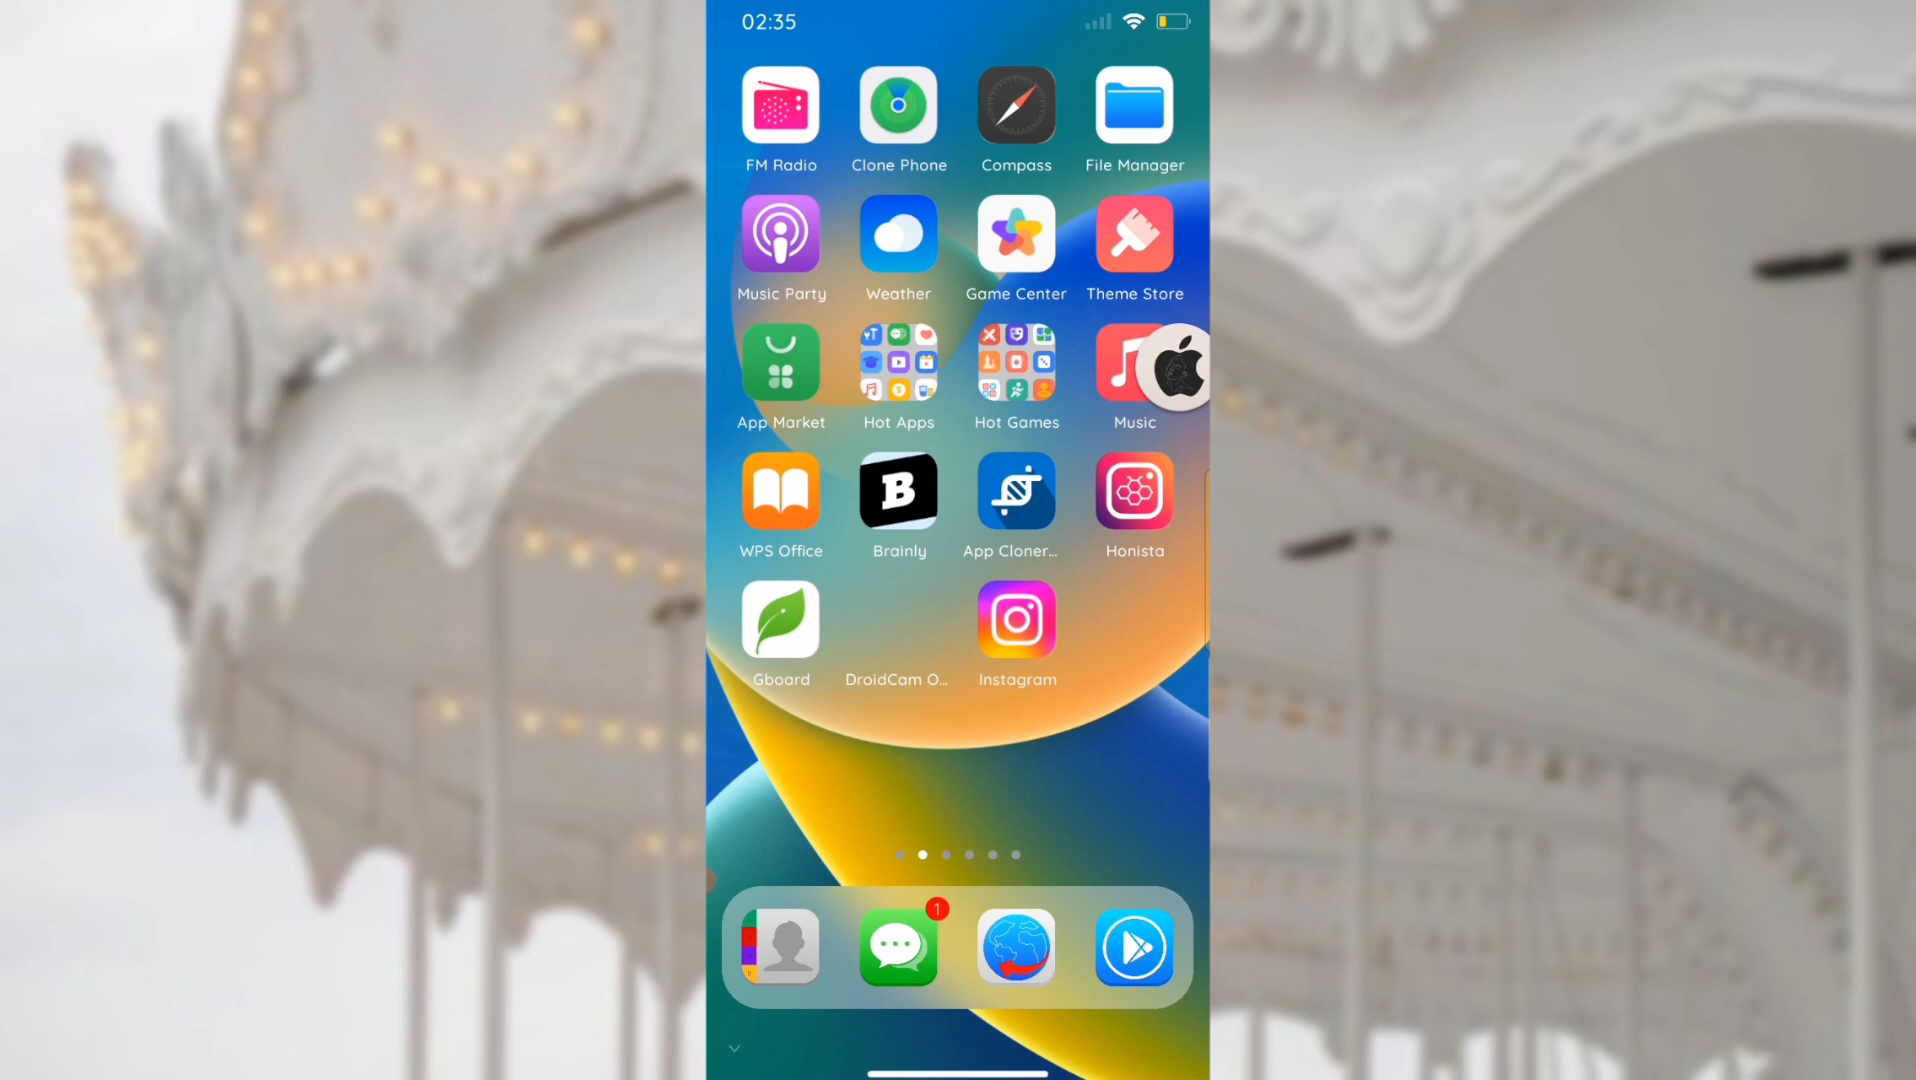 02:35
FM Radio Clone Phone Compass File Manager
Music Party Weather Game Center Theme Store
App Market Hot Apps Hot Games Music
B
WPS Office Brainly App Cloner... Honista
Gboard DroidCam O... Instagram
1